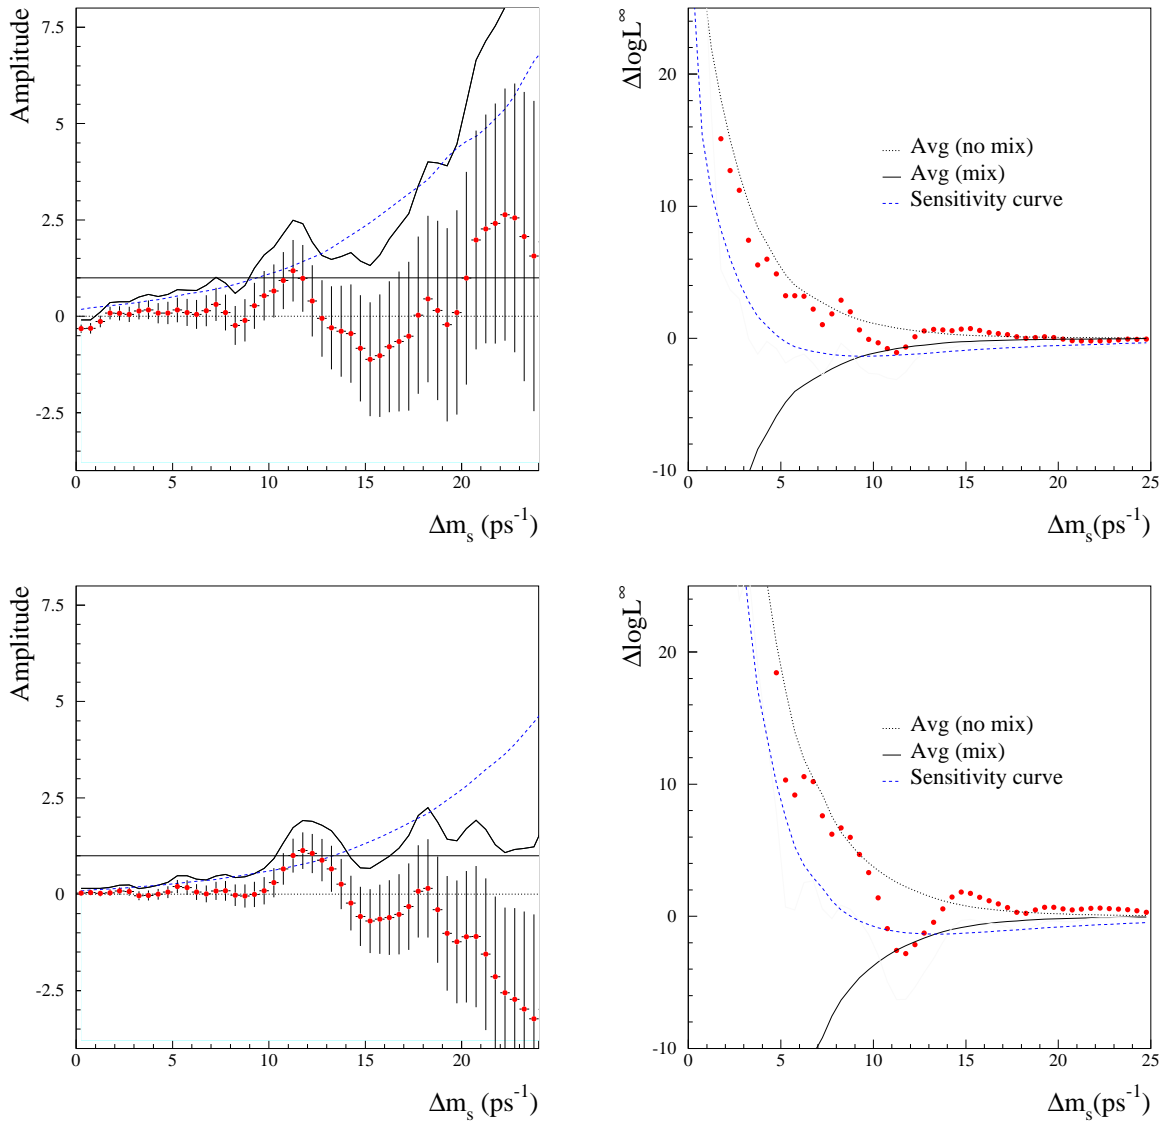 Amplitude
7.5
5
2.5
0
-2.5
0 5 10 15 20
Δm_s (ps⁻¹)
ΔlogL^∞
20
10
0
-10
Avg (no mix)
Avg (mix)
Sensitivity curve
0 5 10 15 20 25
Δm_s(ps⁻¹)
Amplitude
7.5
5
2.5
0
-2.5
0 5 10 15 20
Δm_s (ps⁻¹)
ΔlogL^∞
20
10
0
-10
Avg (no mix)
Avg (mix)
Sensitivity curve
0 5 10 15 20 25
Δm_s(ps⁻¹)